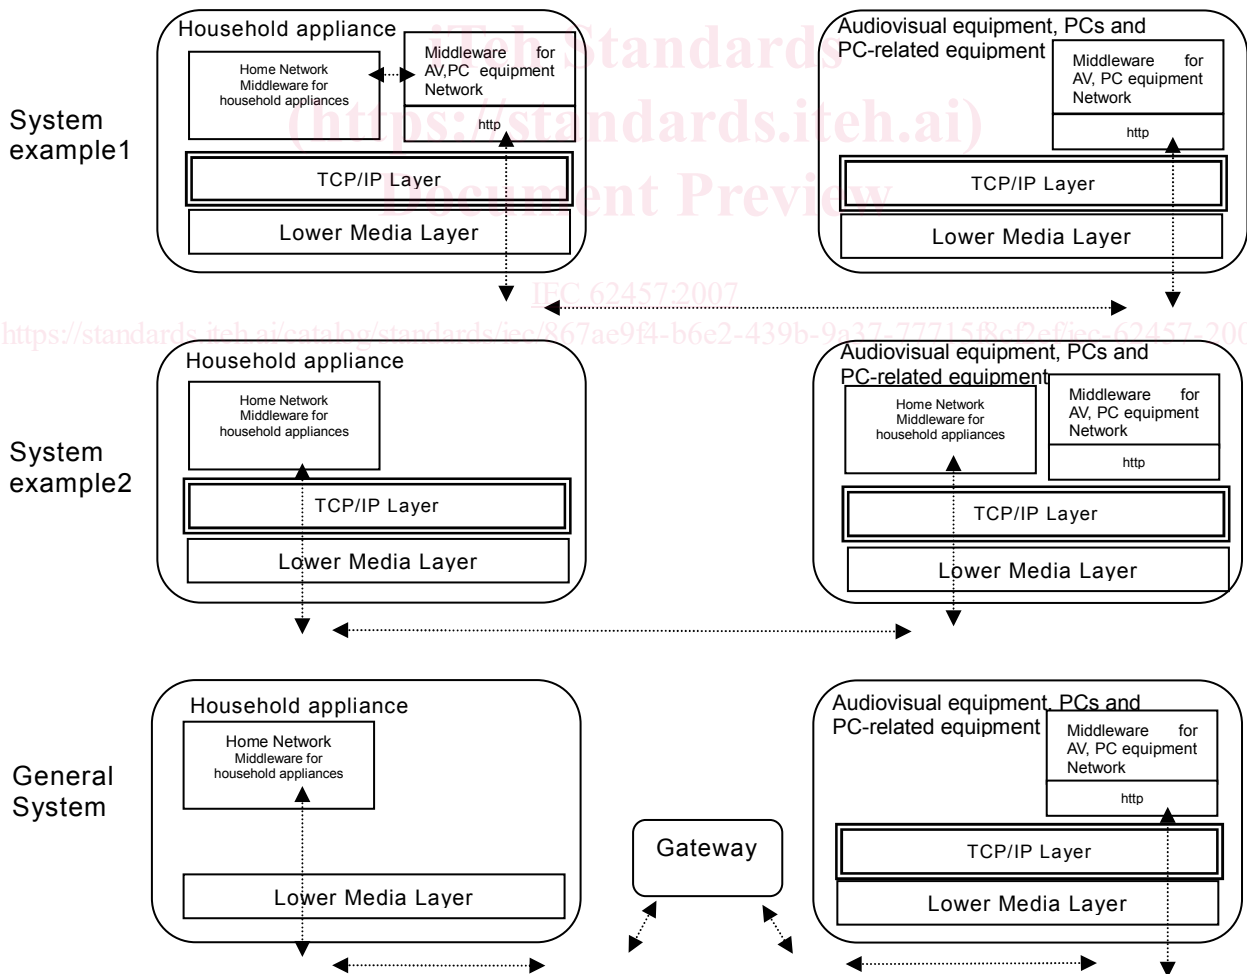 Household appliance
Home Network
Middleware for
household appliances
Middleware for
AV,PC equipment
Network
http
TCP/IP Layer
Lower Media Layer
System
example1
Audiovisual equipment, PCs and
PC-related equipment
Middleware for
AV, PC equipment
Network
http
TCP/IP Layer
Lower Media Layer
iTeh Standards
(https://standards.iteh.ai)
Document Preview
IEC 62457:2007
https://standards.iteh.ai/catalog/standards/iec/867ae9f4-b6e2-439b-9a37-77715f8cf2ef/iec-62457-200
System
example2
Household appliance
Home Network
Middleware for
household appliances
TCP/IP Layer
Lower Media Layer
Audiovisual equipment, PCs and
PC-related equipment
Home Network
Middleware for
household appliances
Middleware for
AV, PC equipment
Network
http
TCP/IP Layer
Lower Media Layer
General
System
Household appliance
Home Network
Middleware for
household appliances
Lower Media Layer
Gateway
Audiovisual equipment, PCs and
PC-related equipment
Middleware for
AV, PC equipment
Network
http
TCP/IP Layer
Lower Media Layer